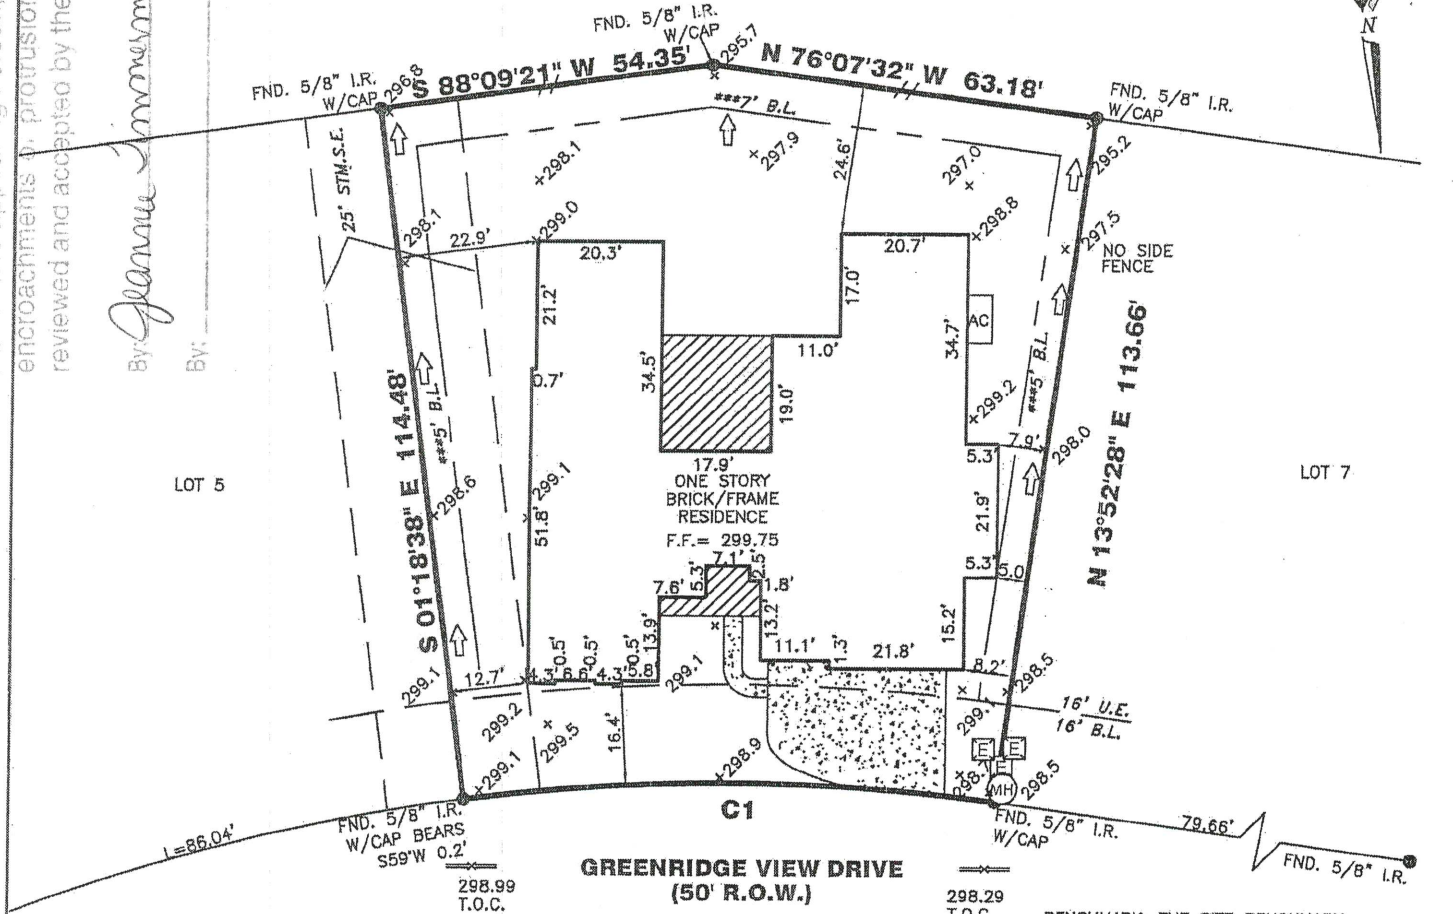 encroachments or protrusion
reviewed and accepted by the
By: Jeannie
By:
N
FND. 5/8" I.R.
W/CAP
295.7
S 88°09'21" W 54.35'
N 76°07'32" W 63.18'
FND. 5/8" I.R.
W/CAP
296.8
FND. 5/8" I.R.
W/CAP
***7' B.L.
295.2
25' STM.S.E.
+298.1
+297.9
24.6'
297.0
298.1
22.9'
+299.0
+298.8
297.5
NO SIDE
FENCE
20.3'
20.7'
21.2'
17.0'
AC
0.7'
34.5'
11.0'
34.7'
***5' B.L.
N 13°52'28" E 113.66'
S 01°18'38" E 114.48'
***5' B.L.
19.0'
+299.2
17.9'
5.3'
7.9'
298.0
LOT 5
LOT 7
+298.6
+299.1
51.8'
ONE STORY
BRICK/FRAME
RESIDENCE
F.F.= 299.75
21.9'
7.1'
2.5'
5.3'
7.6'
1.8'
5.3'
5.0
13.9'
13.2'
15.2'
11.1'
1.3'
21.8'
8.2'
299.1
12.7'
4.3'
0.5'
6.6'
0.5'
4.3'
0.5'
5.8'
299.1
298.5
299.2
299.5
16.4'
299.1
16' U.E.
16' B.L.
+299.1
+298.9
E
E
E
MH
298.5
C1
FND. 5/8" I.R.
W/CAP BEARS
S59°W 0.2'
L=86.04'
FND. 5/8" I.R.
W/CAP
79.66'
FND. 5/8" I.R.
298.99
T.O.C.
GREENRIDGE VIEW DRIVE
(50' R.O.W.)
298.29
T.O.C.